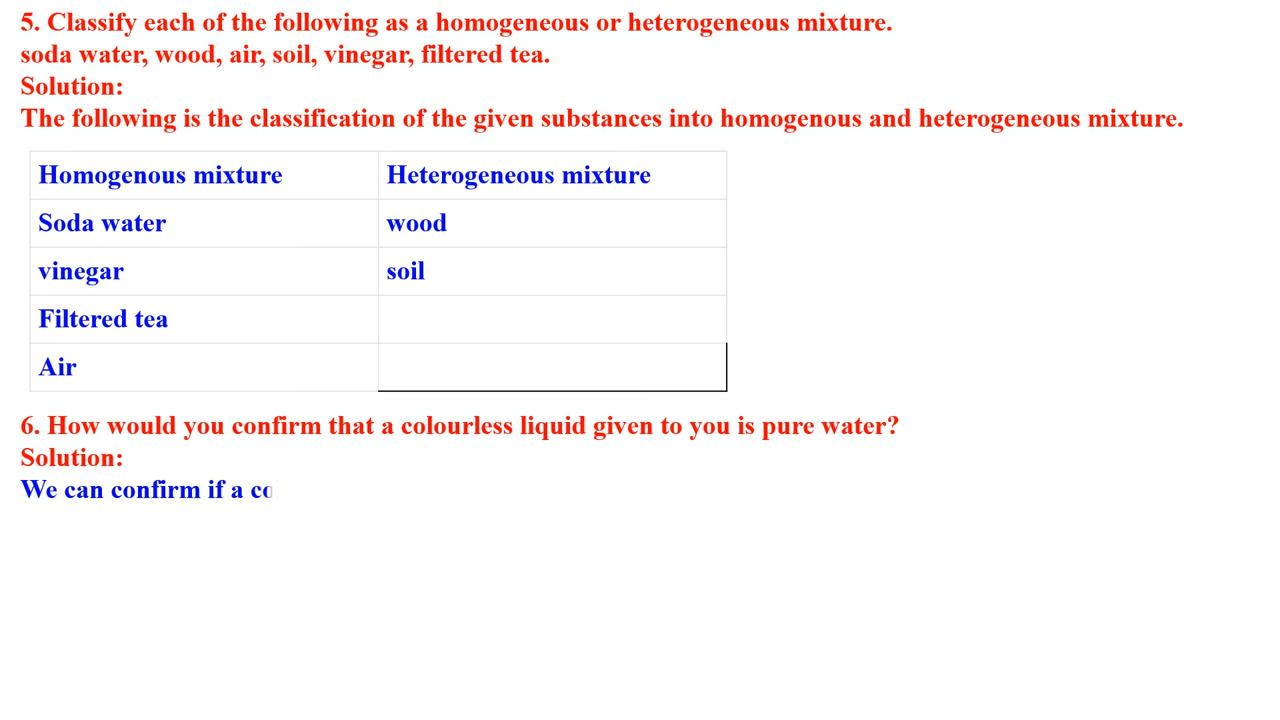 5. Classify each of the following as a homogeneous or heterogeneous mixture.
soda water, wood, air, soil, vinegar, filtered tea.
Solution:
The following is the classification of the given substances into homogenous and heterogeneous mixture.
Homogenous mixture Heterogeneous mixture
Soda water wood
vinegar soil
Filtered tea
Air
6. How would you confirm that a colourless liquid given to you is pure water?
Solution:
We can confirm if a co